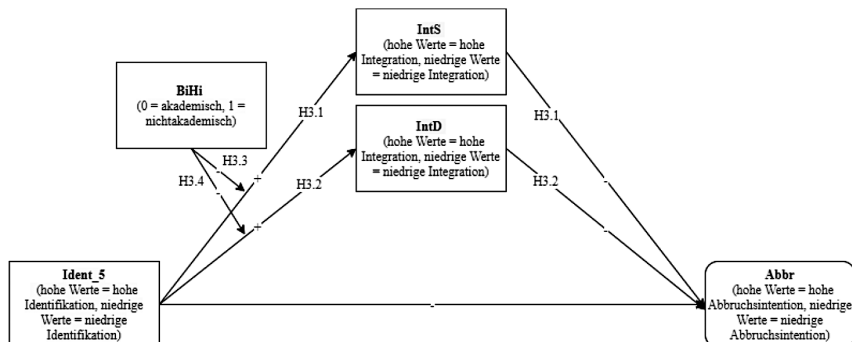 IntS
(hohe Werte = hohe
Integration, niedrige Werte
= niedrige Integration)
BiHi
(0 = akademisch, 1 =
nichtakademisch)
H3.1
H3.1
IntD
(hohe Werte = hohe
Integration, niedrige Werte
= niedrige Integration)
H3.3
-
H3.4
-
+
H3.2
H3.2
-
+
-
Ident_5
(hohe Werte = hohe
Identifikation, niedrige
Werte = niedrige
Identifikation)
-
Abbr
(hohe Werte = hohe
Abbruchsintention, niedrige
Werte = niedrige
Abbruchsintention)